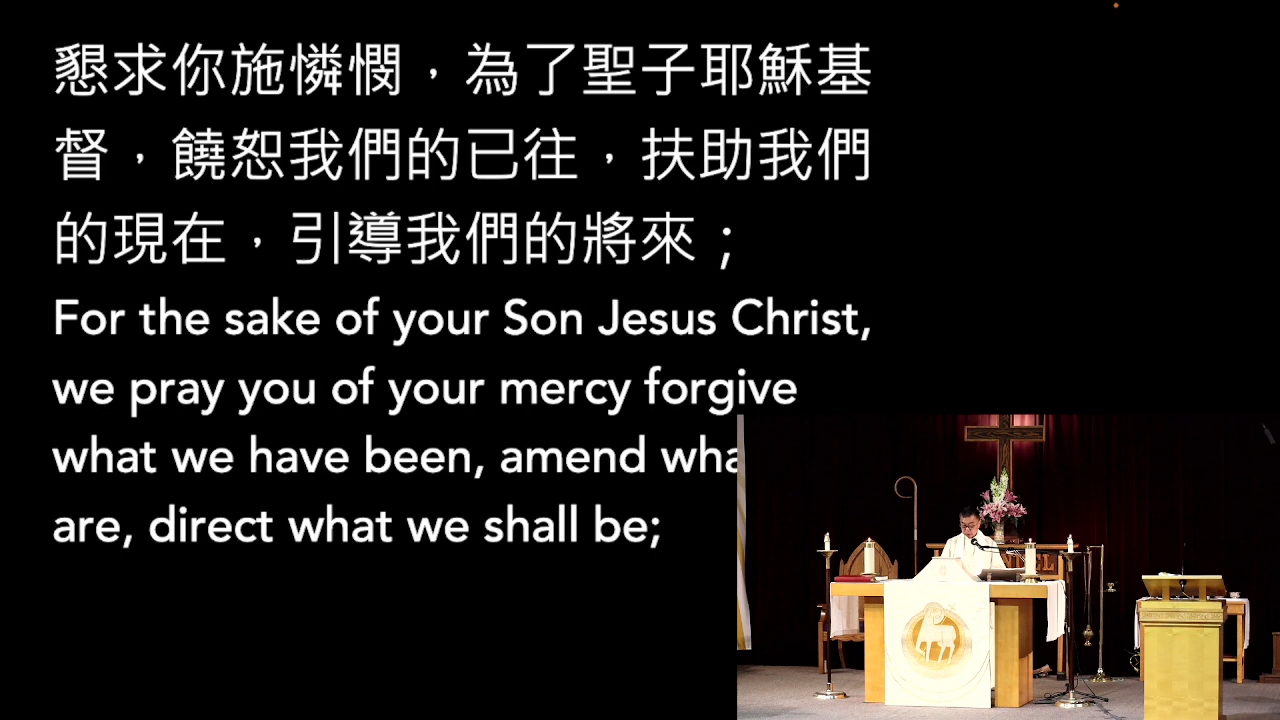 懇求你施憐憫，為了聖子耶穌基
督，饒恕我們的已往，扶助我們
的現在，引導我們的將來；
For the sake of your Son Jesus Christ,
we pray you of your mercy forgive
what we have been, amend
are, direct what we shall be;